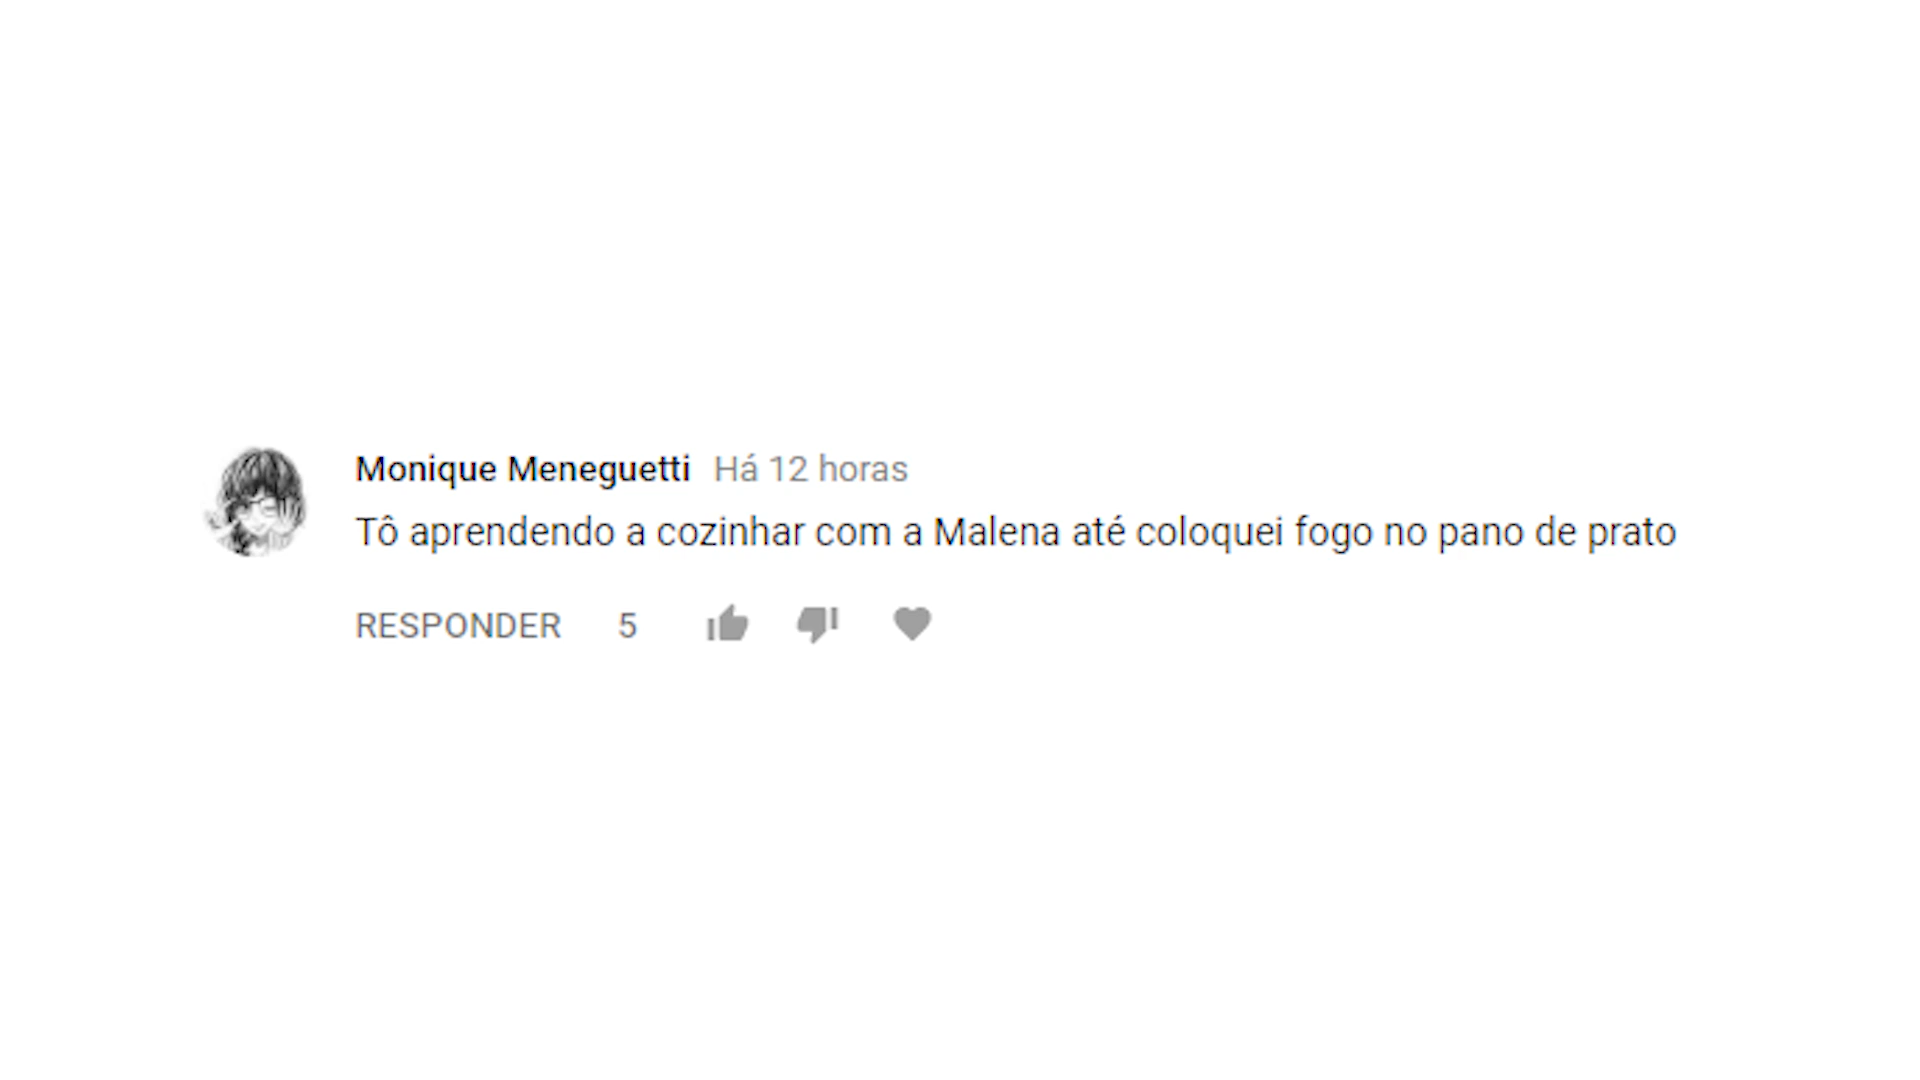 Monique Meneguetti Há 12 horas
Tô aprendendo a cozinhar com a Malena até coloquei fogo no pano de prato
RESPONDER 5